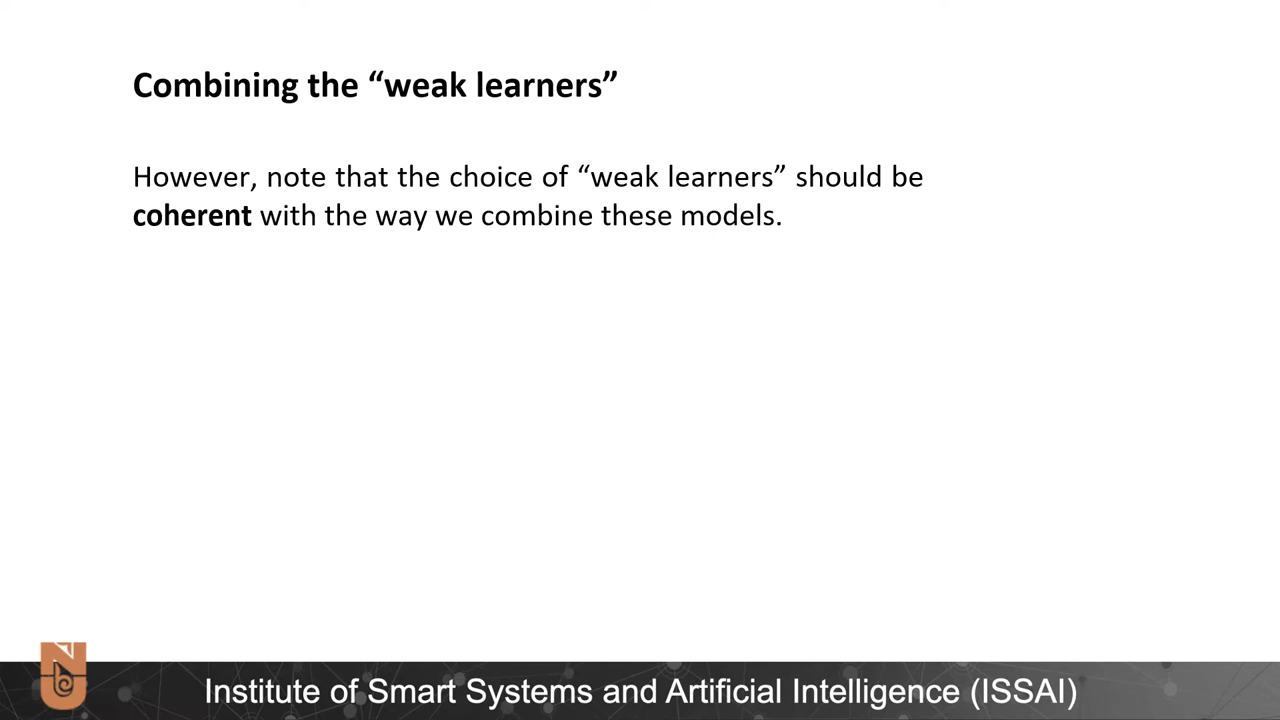 Combining the “weak learners”
However, note that the choice of “weak learners” should be
coherent with the way we combine these models.
Institute of Smart Systems and Artificial Intelligence (ISSAI)